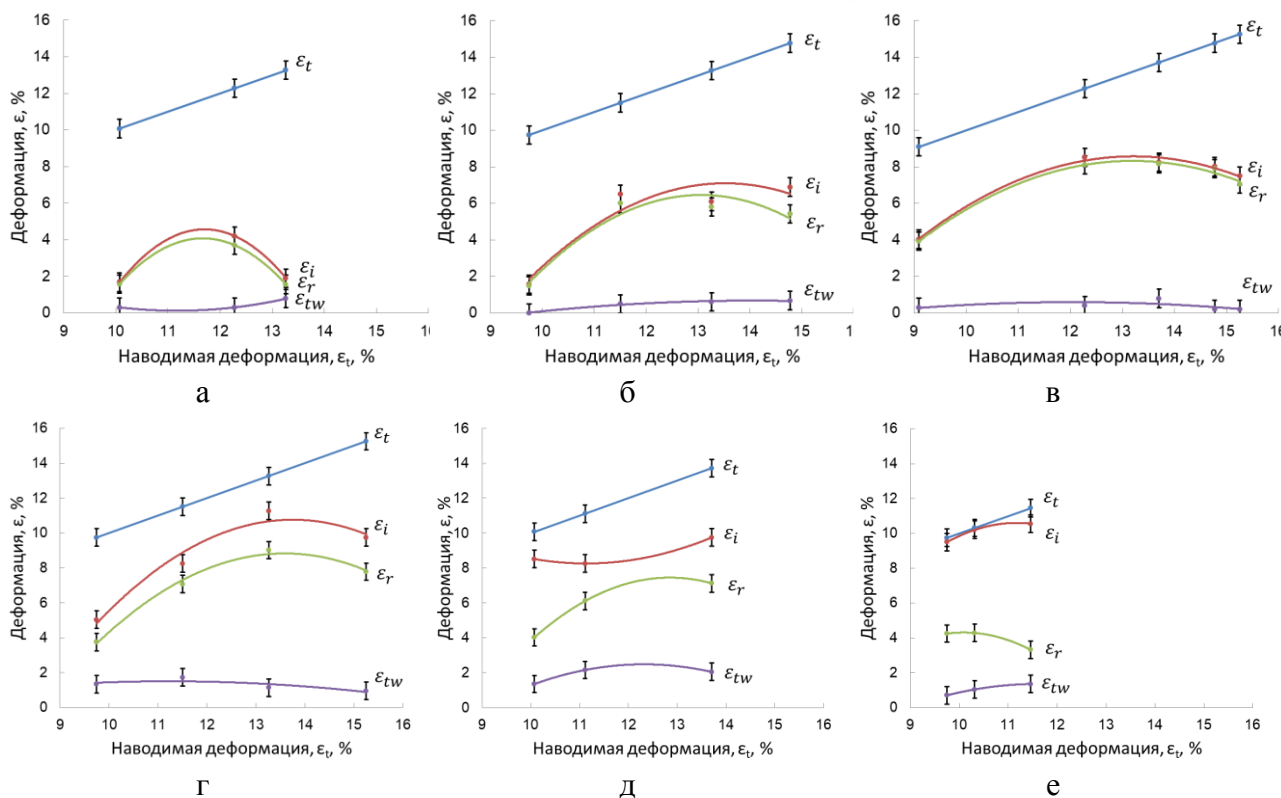 16
14
12
10
8
6
4
2
0
Деформация, ε, %
εt
εi
εr
εtw
9 10 11 12 13 14 15 16
Наводимая деформация, εt, %
а
16
14
12
10
8
6
4
2
0
Деформация, ε, %
εt
εi
εr
εtw
9 10 11 12 13 14 15 1
Наводимая деформация, εt, %
б
16
14
12
10
8
6
4
2
0
Деформация, ε, %
εt
εi
εr
εtw
9 10 11 12 13 14 15 16
Наводимая деформация, εt, %
в
16
14
12
10
8
6
4
2
0
Деформация, ε, %
εt
εi
εr
εtw
9 10 11 12 13 14 15 16
Наводимая деформация, εt, %
г
16
14
12
10
8
6
4
2
0
Деформация, ε, %
εt
εi
εr
εtw
9 10 11 12 13 14 15 16
Наводимая деформация, εt, %
д
16
14
12
10
8
6
4
2
0
Деформация, ε, %
εt
εi
εr
εtw
9 10 11 12 13 14 15 16
Наводимая деформация, εt, %
е